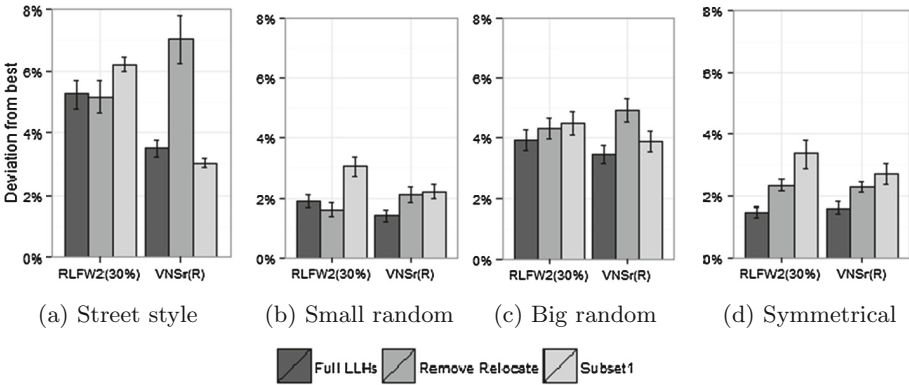 8%
8%
8%
8%
6%
6%
6%
6%
4%
4%
4%
4%
2%
2%
2%
2%
0%
0%
0%
0%
Deviation from best
RLFW2(30%) VNSr(R)
RLFW2(30%) VNSr(R)
RLFW2(30%) VNSr(R)
RLFW2(30%) VNSr(R)
(a) Street style
(b) Small random
(c) Big random
(d) Symmetrical
Full LLHs
Remove Relocate
Subset1